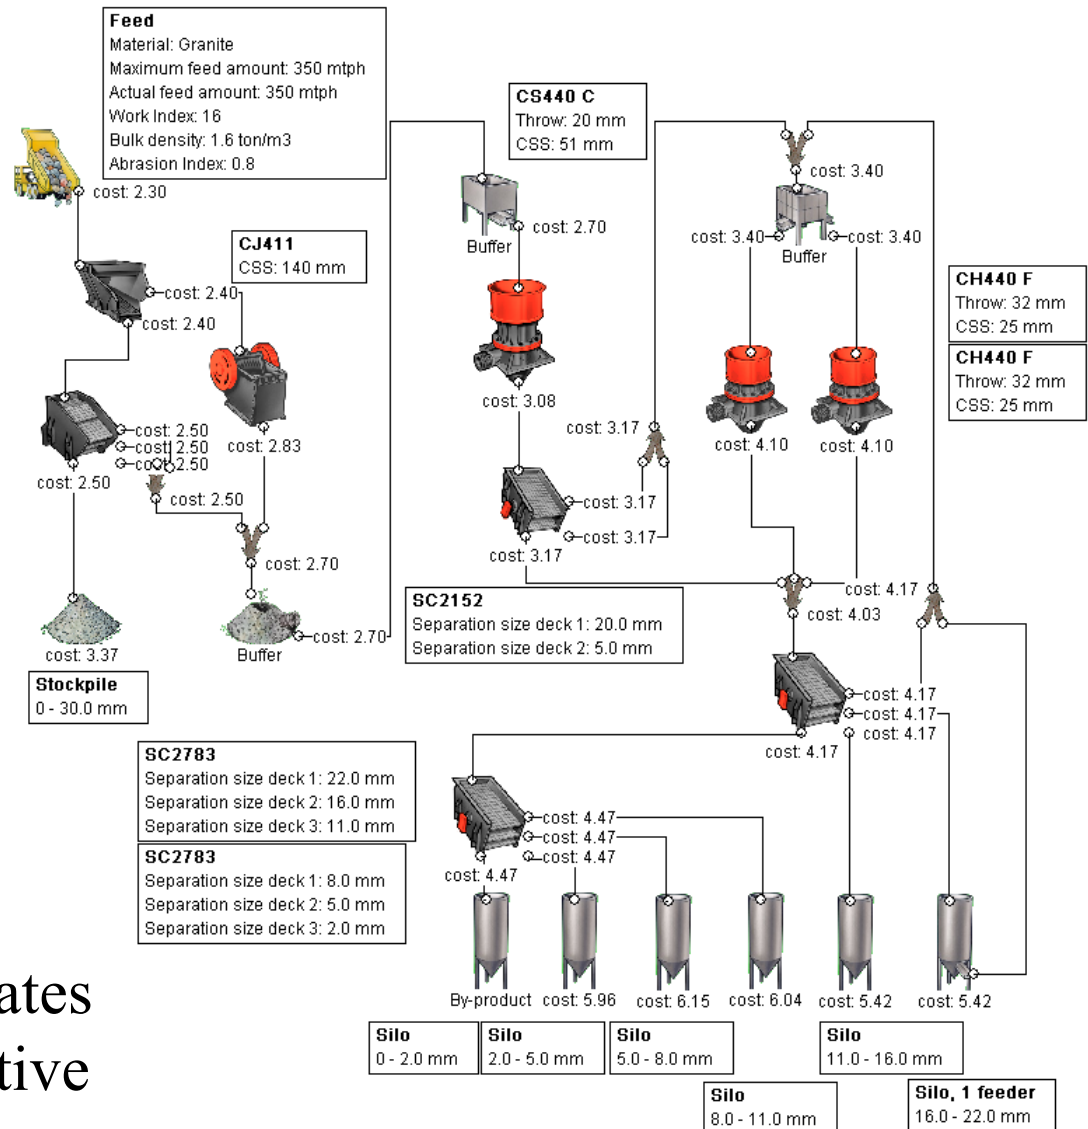 Feed
Material: Granite
Maximum feed amount: 350 mtph
Actual feed amount: 350 mtph
Work Index: 16
Bulk density: 1.6 ton/m3
Abrasion Index: 0.8
cost: 2.30
CS440 C
Throw: 20 mm
CSS: 51 mm
cost: 3.40
cost: 2.70
Buffer
cost: 3.40
cost: 3.40
Buffer
CJ411
CSS: 140 mm
cost: 2.40
cost: 2.40
CH440 F
Throw: 32 mm
CSS: 25 mm
CH440 F
Throw: 32 mm
CSS: 25 mm
cost: 3.08
cost: 3.17
cost: 2.50
cost: 2.50
cost: 2.50
cost: 2.83
cost: 4.10
cost: 4.10
cost: 2.50
cost: 2.50
cost: 3.17
cost: 3.17
cost: 3.17
cost: 2.70
cost: 4.17
cost: 4.03
SC2152
Separation size deck 1: 20.0 mm
Separation size deck 2: 5.0 mm
cost: 2.70
Buffer
cost: 3.37
Stockpile
0 - 30.0 mm
cost: 4.17
cost: 4.17
cost: 4.17
cost: 4.17
SC2783
Separation size deck 1: 22.0 mm
Separation size deck 2: 16.0 mm
Separation size deck 3: 11.0 mm
SC2783
Separation size deck 1: 8.0 mm
Separation size deck 2: 5.0 mm
Separation size deck 3: 2.0 mm
cost: 4.47
cost: 4.47
cost: 4.47
cost: 4.47
ates
tive
By-product cost: 5.96 cost: 6.15 cost: 6.04 cost: 5.42 cost: 5.42
Silo
0 - 2.0 mm
Silo
2.0 - 5.0 mm
Silo
5.0 - 8.0 mm
Silo
8.0 - 11.0 mm
Silo
11.0 - 16.0 mm
Silo, 1 feeder
16.0 - 22.0 mm